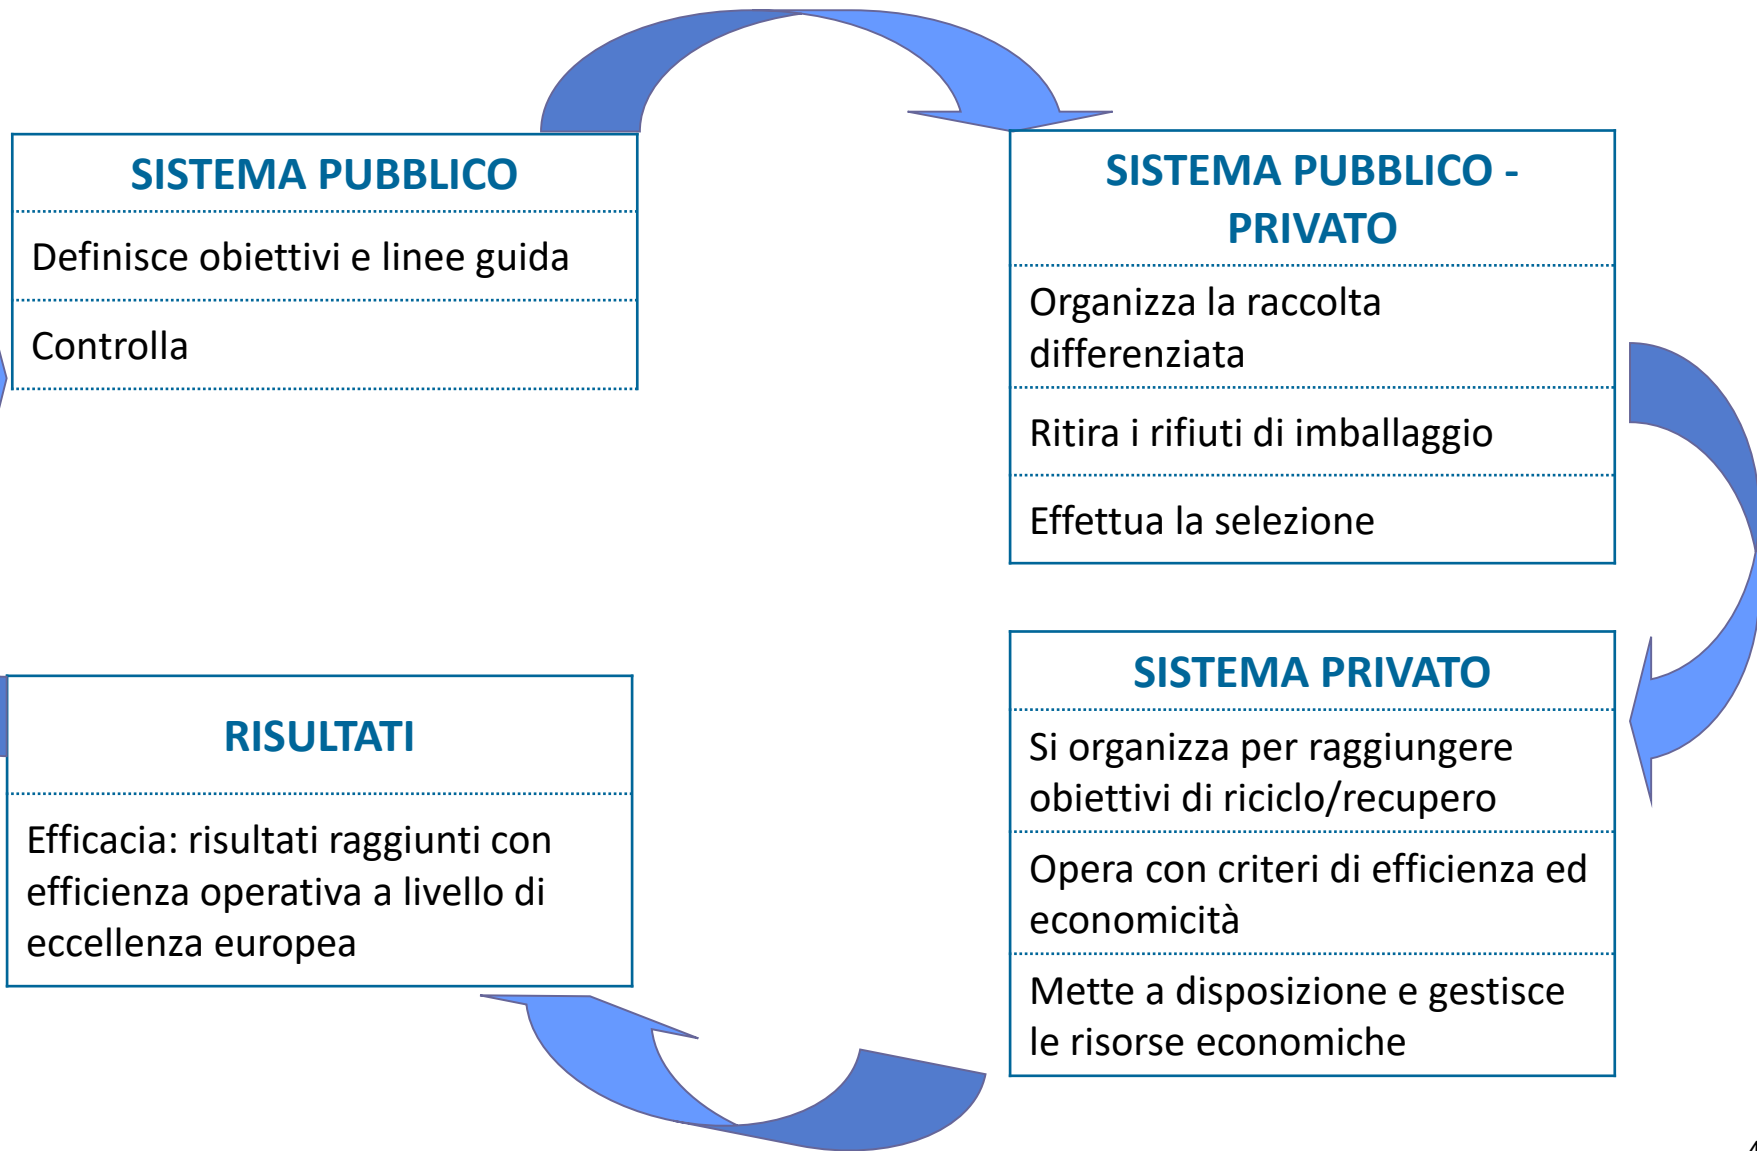 SISTEMA PUBBLICO
Definisce obiettivi e linee guida
Controlla
SISTEMA PUBBLICO -
PRIVATO
Organizza la raccolta
differenziata
Ritira i rifiuti di imballaggio
Effettua la selezione
SISTEMA PRIVATO
Si organizza per raggiungere
obiettivi di riciclo/recupero
Opera con criteri di efficienza ed
economicità
Mette a disposizione e gestisce
le risorse economiche
RISULTATI
Efficacia: risultati raggiunti con
efficienza operativa a livello di
eccellenza europea